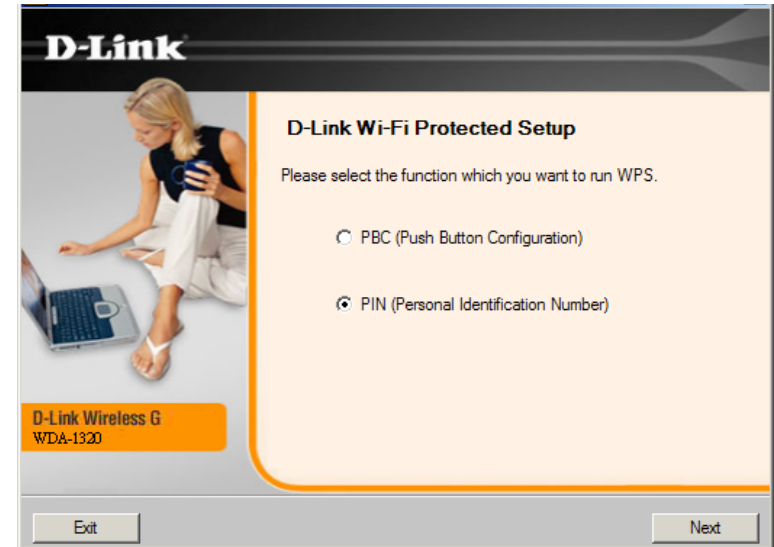 D-Link
D-Link Wi-Fi Protected Setup
Please select the function which you want to run WPS.
PBC (Push Button Configuration)
PIN (Personal Identification Number)
D-Link Wireless G
WDA-1320
Exit
Next